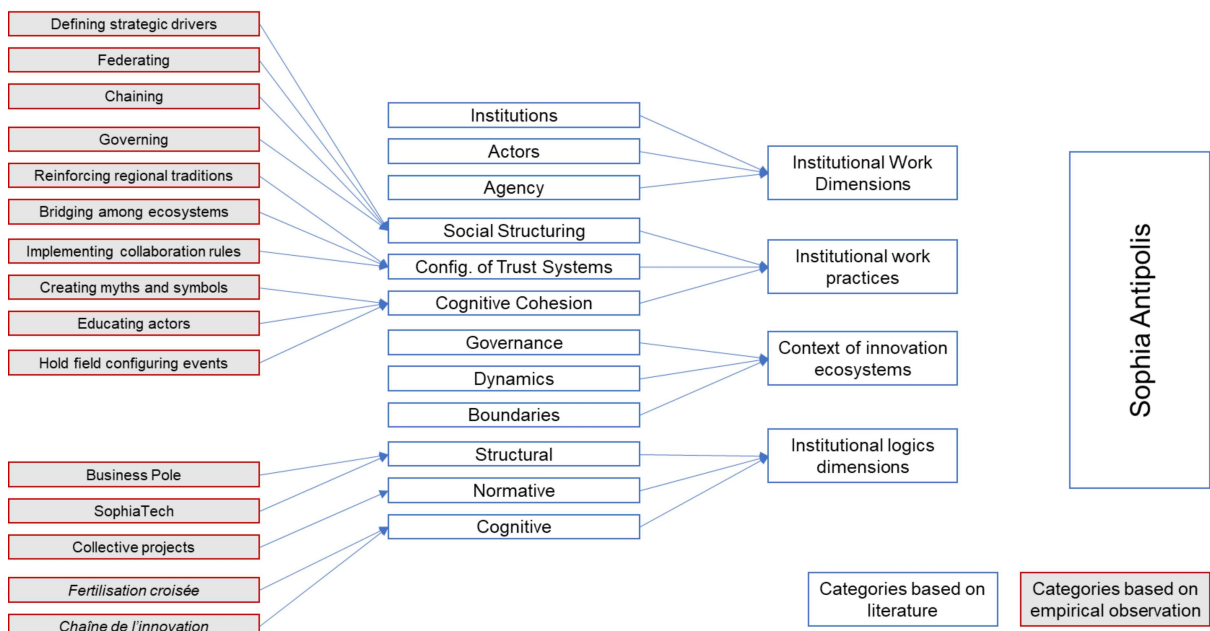 Defining strategic drivers
Federating
Chaining
Governing
Reinforcing regional traditions
Bridging among ecosystems
Implementing collaboration rules
Creating myths and symbols
Educating actors
Hold field configuring events
Business Pole
SophiaTech
Collective projects
Fertilisation croisée
Chaîne de l'innovation
Institutions
Actors
Agency
Social Structuring
Config. of Trust Systems
Cognitive Cohesion
Governance
Dynamics
Boundaries
Structural
Normative
Cognitive
Institutional Work
Dimensions
Institutional work
practices
Context of innovation
ecosystems
Institutional logics
dimensions
Sophia Antipolis
Categories based on
literature
Categories based on
empirical observation